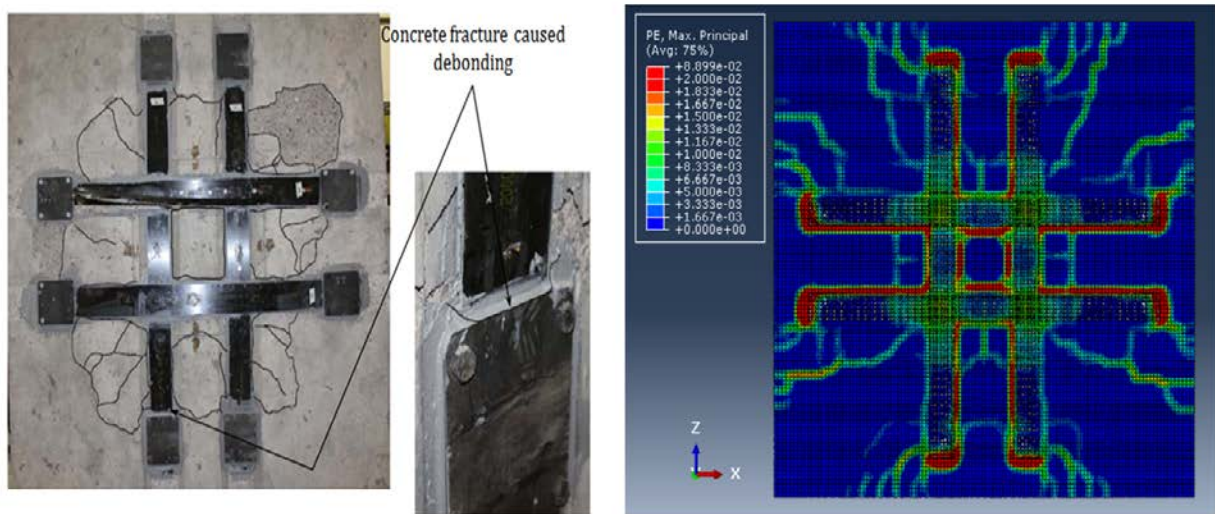 Concrete fracture caused
debonding
PE, Max. Principal
(Avg: 75%)
+8.899e-02
+2.000e-02
+1.833e-02
+1.667e-02
+1.500e-02
+1.333e-02
+1.167e-02
+1.000e-02
+8.333e-03
+6.667e-03
+5.000e-03
+3.333e-03
+1.667e-03
+0.000e+00
Z
X